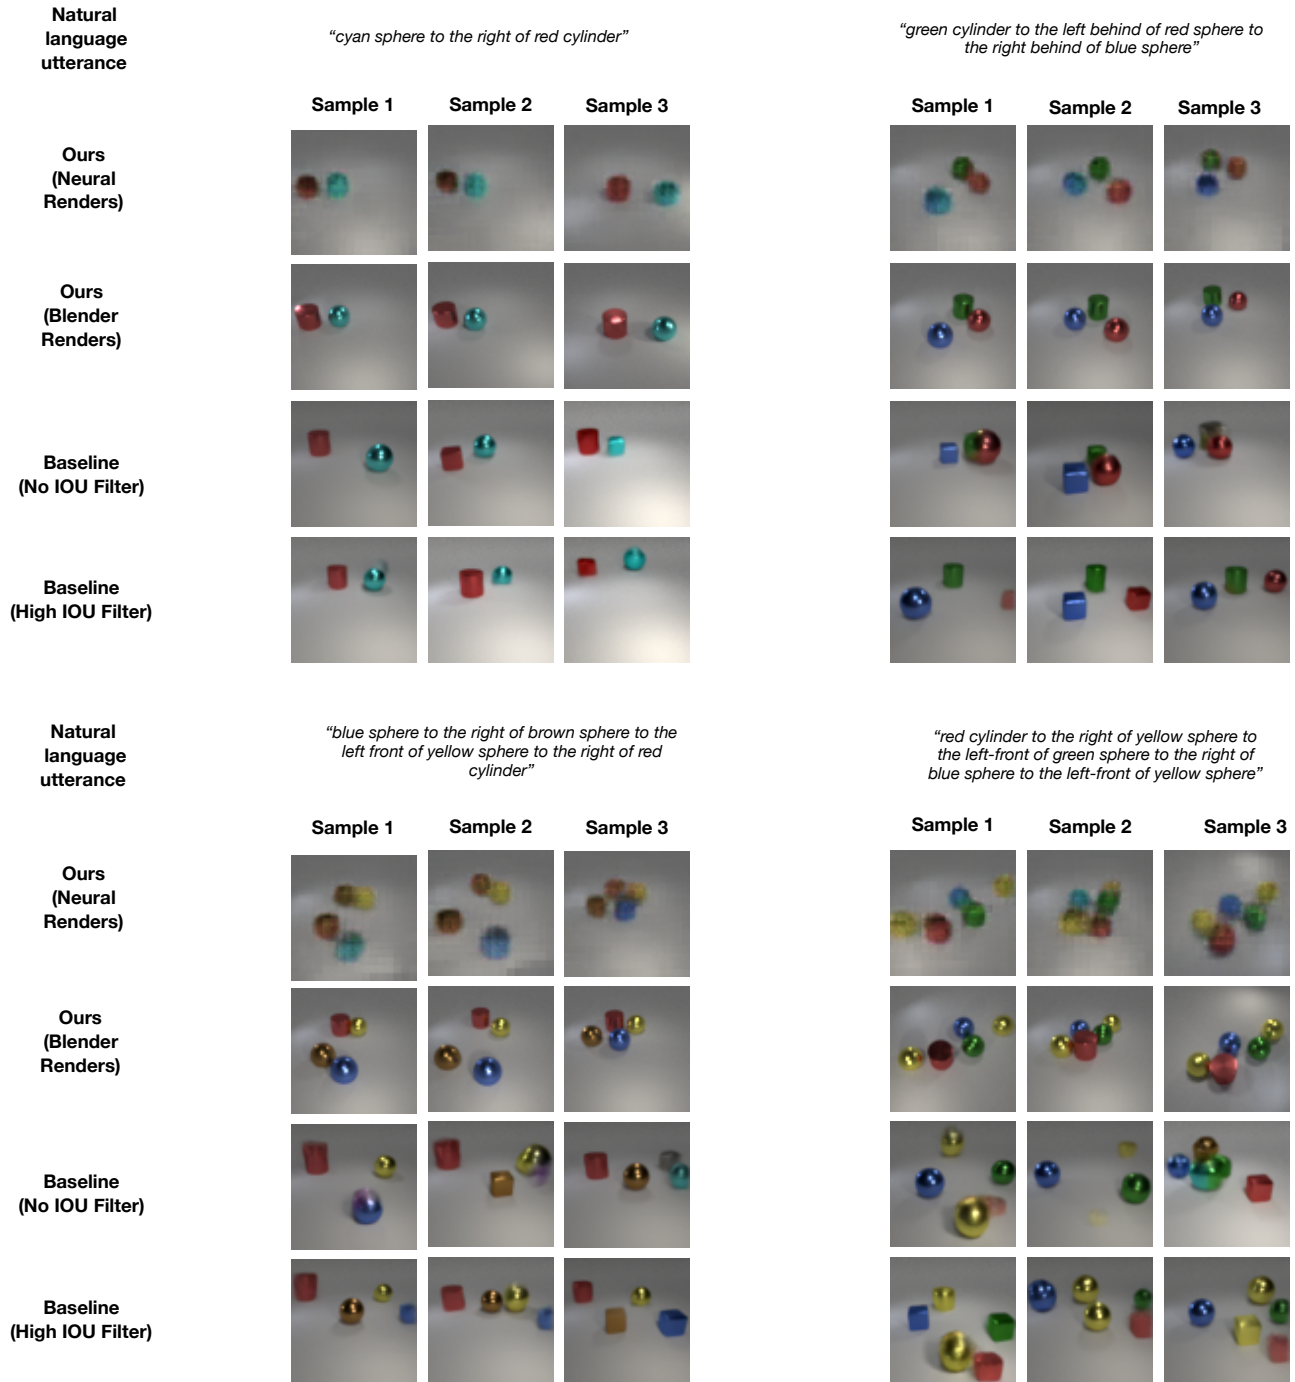 Natural
language
utterance
“cyan sphere to the right of red cylinder”
“green cylinder to the left behind of red sphere to
the right behind of blue sphere”
Sample 1
Sample 2
Sample 3
Sample 1
Sample 2
Sample 3
Ours
(Neural
Renders)
Ours
(Blender
Renders)
Baseline
(No IOU Filter)
Baseline
(High IOU Filter)
Natural
language
utterance
“blue sphere to the right of brown sphere to the
left front of yellow sphere to the right of red
cylinder”
“red cylinder to the right of yellow sphere to
the left-front of green sphere to the right of
blue sphere to the left-front of yellow sphere”
Sample 1
Sample 2
Sample 3
Sample 1
Sample 2
Sample 3
Ours
(Neural
Renders)
Ours
(Blender
Renders)
Baseline
(No IOU Filter)
Baseline
(High IOU Filter)